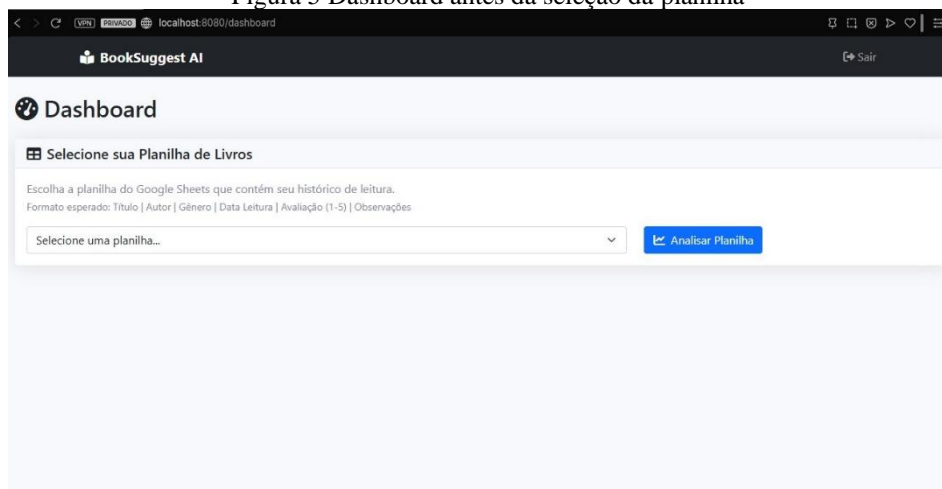 Figura 5 Dashboard antes da seleção da planilha
VPN PRIVADO localhost:8080/dashboard
BookSuggest AI
Sair
Dashboard
Selecione sua Planilha de Livros
Escolha a planilha do Google Sheets que contém seu histórico de leitura.
Formato esperado: Título | Autor | Gênero | Data Leitura | Avaliação (1-5) | Observações
Selecione uma planilha...
Analisar Planilha